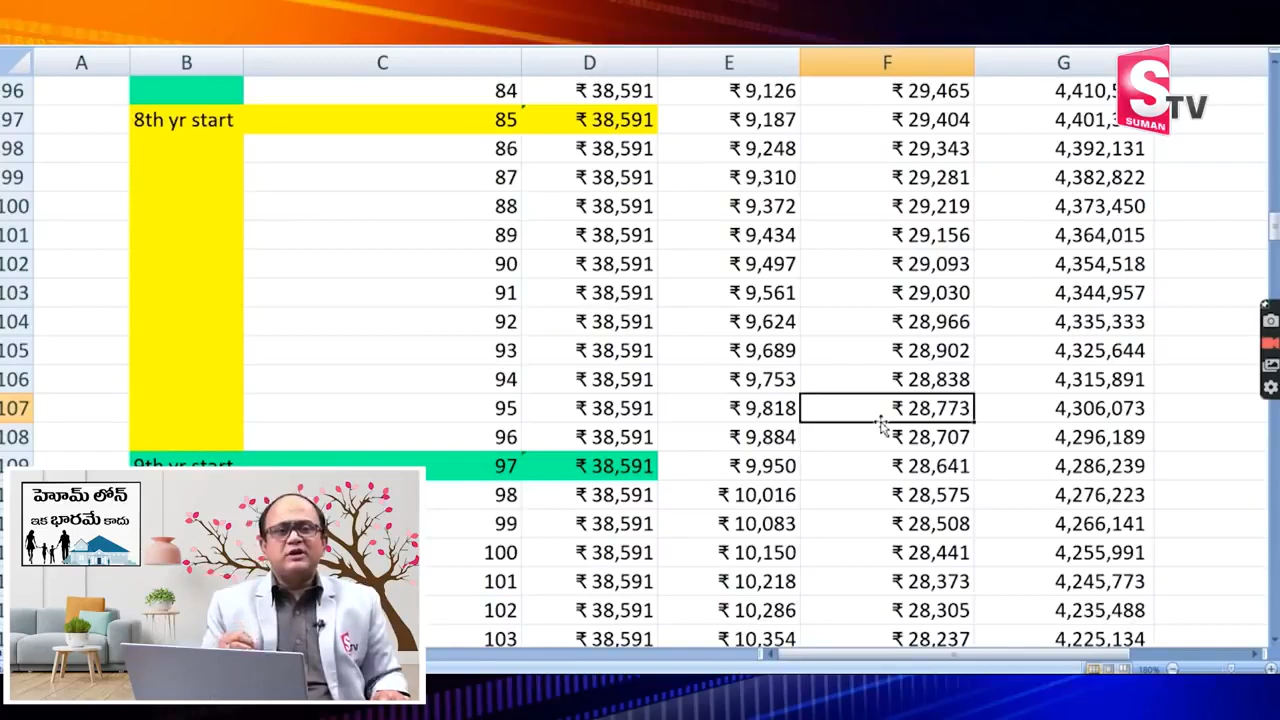 A B C D E F G
96 84 ₹ 38,591 ₹ 9,126 ₹ 29,465
97 8th yr start 85 ₹ 38,591 ₹ 9,187 ₹ 29,404
98 86 ₹ 38,591 ₹ 9,248 ₹ 29,343 4,392,131
99 87 ₹ 38,591 ₹ 9,310 ₹ 29,281 4,382,822
100 88 ₹ 38,591 ₹ 9,372 ₹ 29,219 4,373,450
101 89 ₹ 38,591 ₹ 9,434 ₹ 29,156 4,364,015
102 90 ₹ 38,591 ₹ 9,497 ₹ 29,093 4,354,518
103 91 ₹ 38,591 ₹ 9,561 ₹ 29,030 4,344,957
104 92 ₹ 38,591 ₹ 9,624 ₹ 28,966 4,335,333
105 93 ₹ 38,591 ₹ 9,689 ₹ 28,902 4,325,644
106 94 ₹ 38,591 ₹ 9,753 ₹ 28,838 4,315,891
107 95 ₹ 38,591 ₹ 9,818 ₹ 28,773 4,306,073
108 96 ₹ 38,591 ₹ 9,884 ₹ 28,707 4,296,189
109 9th yr start 97 ₹ 38,591 ₹ 9,950 ₹ 28,641 4,286,239
98 ₹ 38,591 ₹ 10,016 ₹ 28,575 4,276,223
99 ₹ 38,591 ₹ 10,083 ₹ 28,508 4,266,141
100 ₹ 38,591 ₹ 10,150 ₹ 28,441 4,255,991
101 ₹ 38,591 ₹ 10,218 ₹ 28,373 4,245,773
102 ₹ 38,591 ₹ 10,286 ₹ 28,305 4,235,488
103 ₹ 38,591 ₹ 10,354 ₹ 28,237 4,225,134
180%
S TV
SUMAN
హెూమ్ లోన్
ఇక భారమే కాదు
S TV